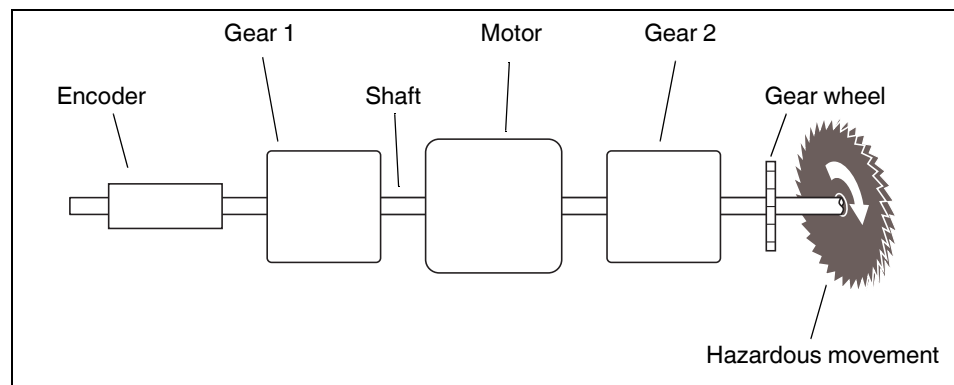 Gear 1
Motor
Gear 2
Encoder
Shaft
Gear wheel
Hazardous movement